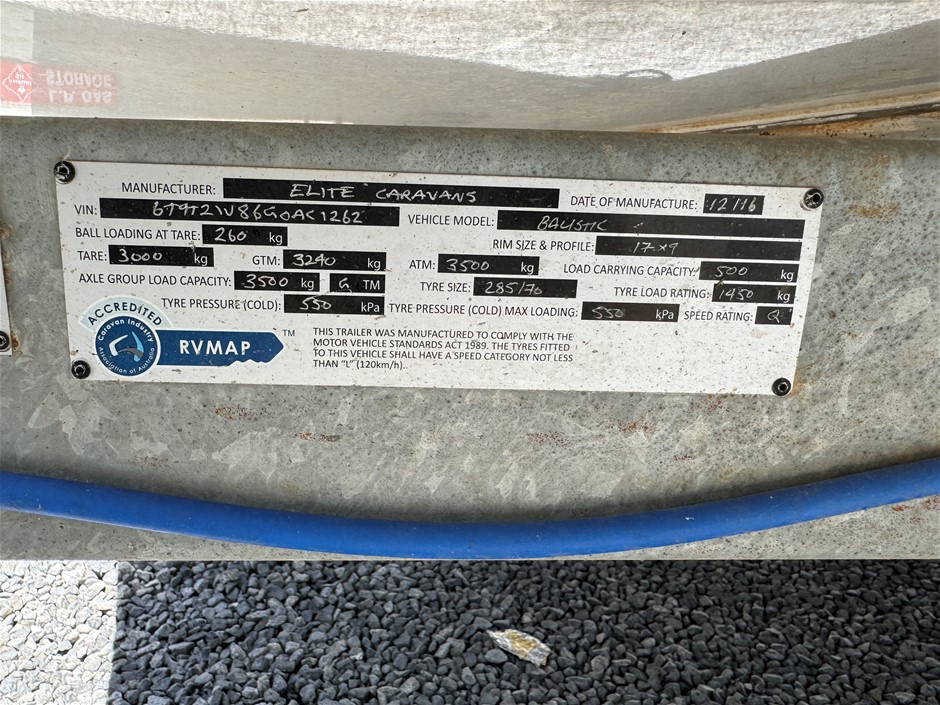 STORAGE
L.P. GAS
MANUFACTURER: ELITE CARAVANS DATE OF MANUFACTURE: 12/16
VIN: 6T9T21V86G0AC1262 VEHICLE MODEL: BALISTIC
BALL LOADING AT TARE: 260 kg RIM SIZE & PROFILE: 17x9
TARE: 3000 kg GTM: 3240 kg ATM: 3500 kg LOAD CARRYING CAPACITY: 500 kg
AXLE GROUP LOAD CAPACITY: 3500 kg G TM TYRE SIZE: 285/70 TYRE LOAD RATING: 1450 kg
TYRE PRESSURE (COLD): 550 kPa TYRE PRESSURE (COLD) MAX LOADING: 550 kPa SPEED RATING: Q
ACCREDITED
Caravan Industry
Association of Australia
RVMAP ™
THIS TRAILER WAS MANUFACTURED TO COMPLY WITH THE
MOTOR VEHICLE STANDARDS ACT 1989. THE TYRES FITTED
TO THIS VEHICLE SHALL HAVE A SPEED CATEGORY NOT LESS
THAN "L" (120km/h)..